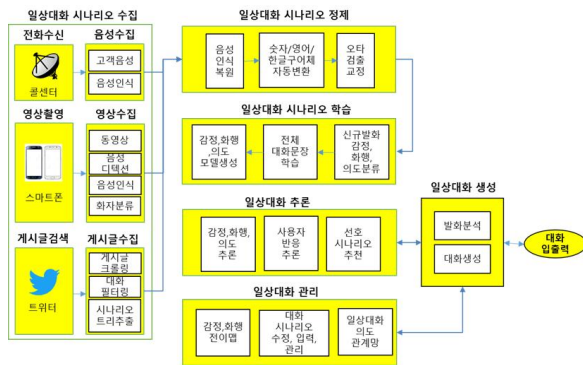 일상대화 시나리오 수집
전화수신
콜센터
음성수집
고객음성
음성인식
영상촬영
스마트폰
영상수집
동영상
음성
디텍션
음성인식
화자분류
게시글검색
트위터
게시글수집
게시글
크롤링
대화
필터링
시나리오
트리추출
일상대화 시나리오 정제
음성
인식
복원
숫자/영어/
한글구어체
자동변환
오타
검출
교정
일상대화 시나리오 학습
감정,화행
,의도
모델생성
전체
대화문장
학습
신규발화
감정,
화행,
의도분류
일상대화 추론
감정,화행,
의도
추론
사용자
반응
추론
선호
시나리오
추천
일상대화 관리
감정,화행
전이맵
대화
시나리오
수정, 입력,
관리
일상대화
의도
관계망
일상대화 생성
발화분석
대화생성
대화
입출력